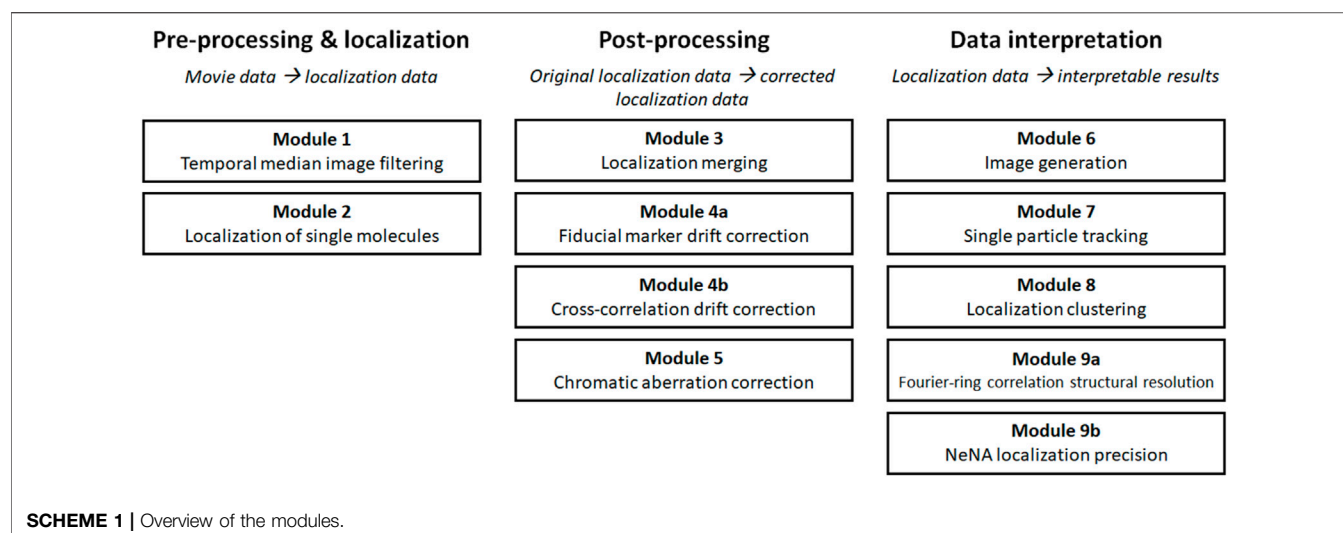 Pre-processing & localization
Movie data → localization data
Module 1
Temporal median image filtering
Module 2
Localization of single molecules
Post-processing
Original localization data → corrected
localization data
Module 3
Localization merging
Module 4a
Fiducial marker drift correction
Module 4b
Cross-correlation drift correction
Module 5
Chromatic aberration correction
Data interpretation
Localization data → interpretable results
Module 6
Image generation
Module 7
Single particle tracking
Module 8
Localization clustering
Module 9a
Fourier-ring correlation structural resolution
Module 9b
NeNA localization precision
SCHEME 1 | Overview of the modules.